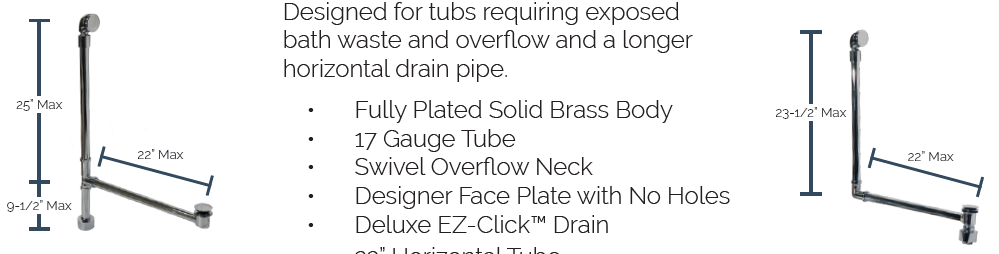 25" Max
22" Max
9-1/2" Max
Designed for tubs requiring exposed
bath waste and overflow and a longer
horizontal drain pipe.
• Fully Plated Solid Brass Body
• 17 Gauge Tube
• Swivel Overflow Neck
• Designer Face Plate with No Holes
• Deluxe EZ-Click™ Drain
Horizontal Tube
23-1/2" Max
22" Max